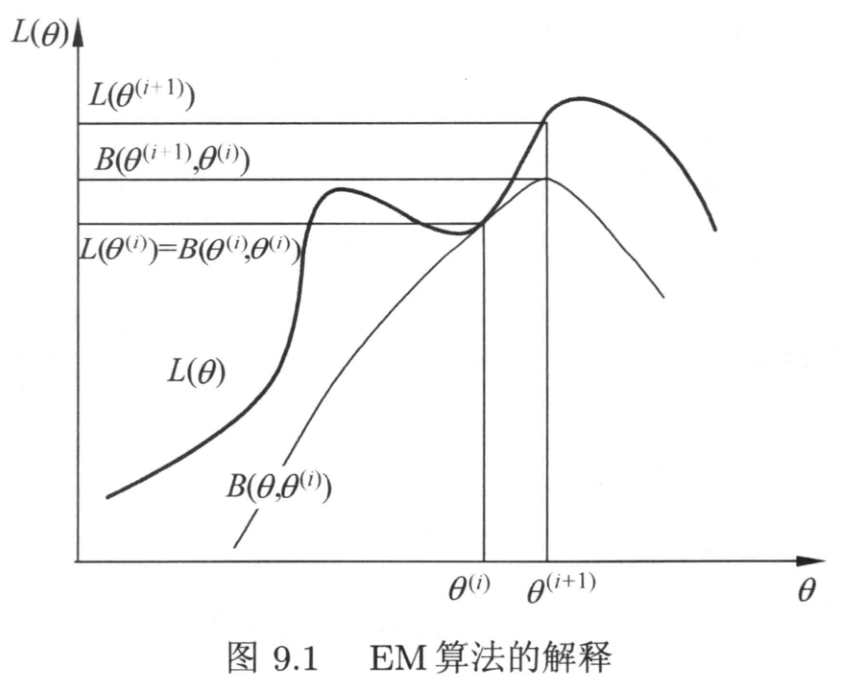 L(θ)
L(θ^(i+1))
B(θ^(i+1),θ^(i))
L(θ^(i))=B(θ^(i),θ^(i))
L(θ)
B(θ,θ^(i))
θ^(i)
θ^(i+1)
θ
图 9.1 EM 算法的解释